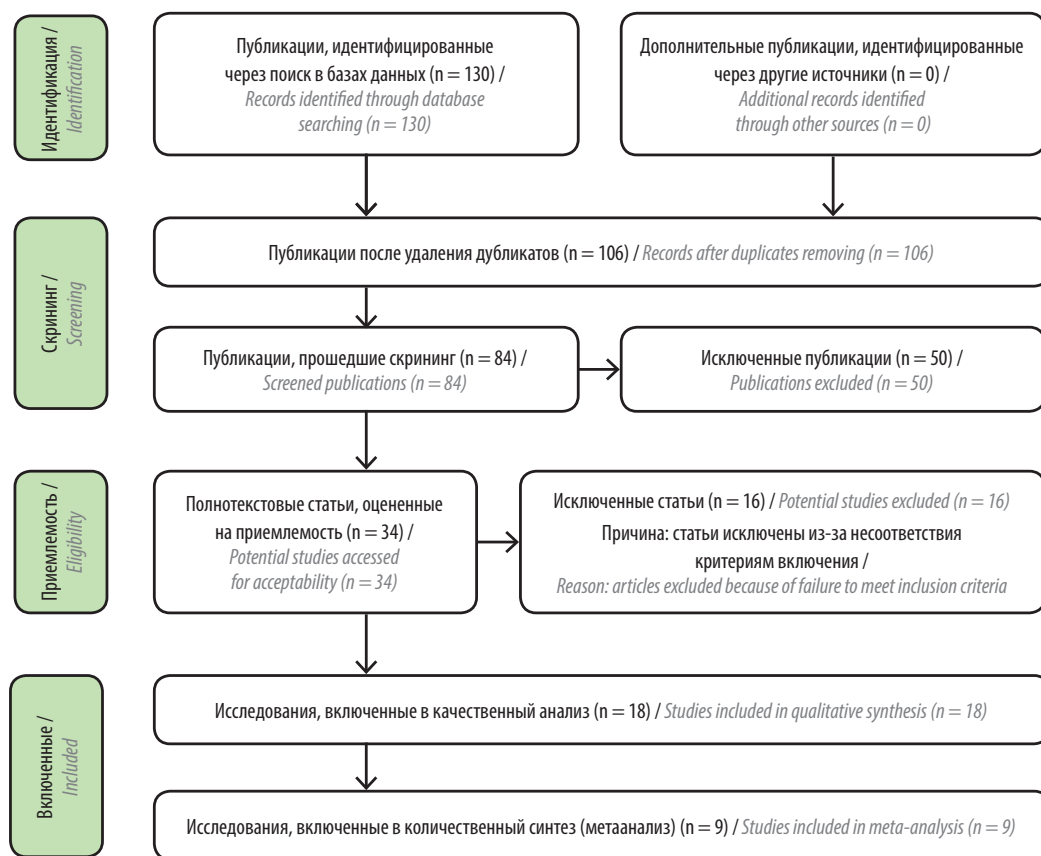 Идентификация /
Identification
Публикации, идентифицированные
через поиск в базах данных (n = 130) /
Records identified through database
searching (n = 130)
Дополнительные публикации, идентифицированные
через другие источники (n = 0) /
Additional records identified
through other sources (n = 0)
Скрининг /
Screening
Публикации после удаления дубликатов (n = 106) / Records after duplicates removing (n = 106)
Публикации, прошедшие скрининг (n = 84) /
Screened publications (n = 84)
Исключенные публикации (n = 50) /
Publications excluded (n = 50)
Приемлемость /
Eligibility
Полнотекстовые статьи, оцененные
на приемлемость (n = 34) /
Potential studies accessed
for acceptability (n = 34)
Исключенные статьи (n = 16) / Potential studies excluded (n = 16)
Причина: статьи исключены из-за несоответствия
критериям включения /
Reason: articles excluded because of failure to meet inclusion criteria
Включенные /
Included
Исследования, включенные в качественный анализ (n = 18) / Studies included in qualitative synthesis (n = 18)
Исследования, включенные в количественный синтез (метаанализ) (n = 9) / Studies included in meta-analysis (n = 9)